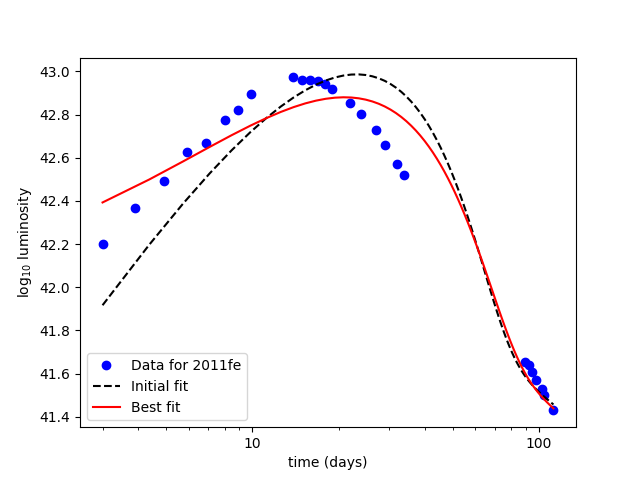 43.0
42.8
42.6
42.4
42.2
42.0
41.8
41.6
41.4
log₁₀ luminosity
Data for 2011fe
Initial fit
Best fit
10
100
time (days)